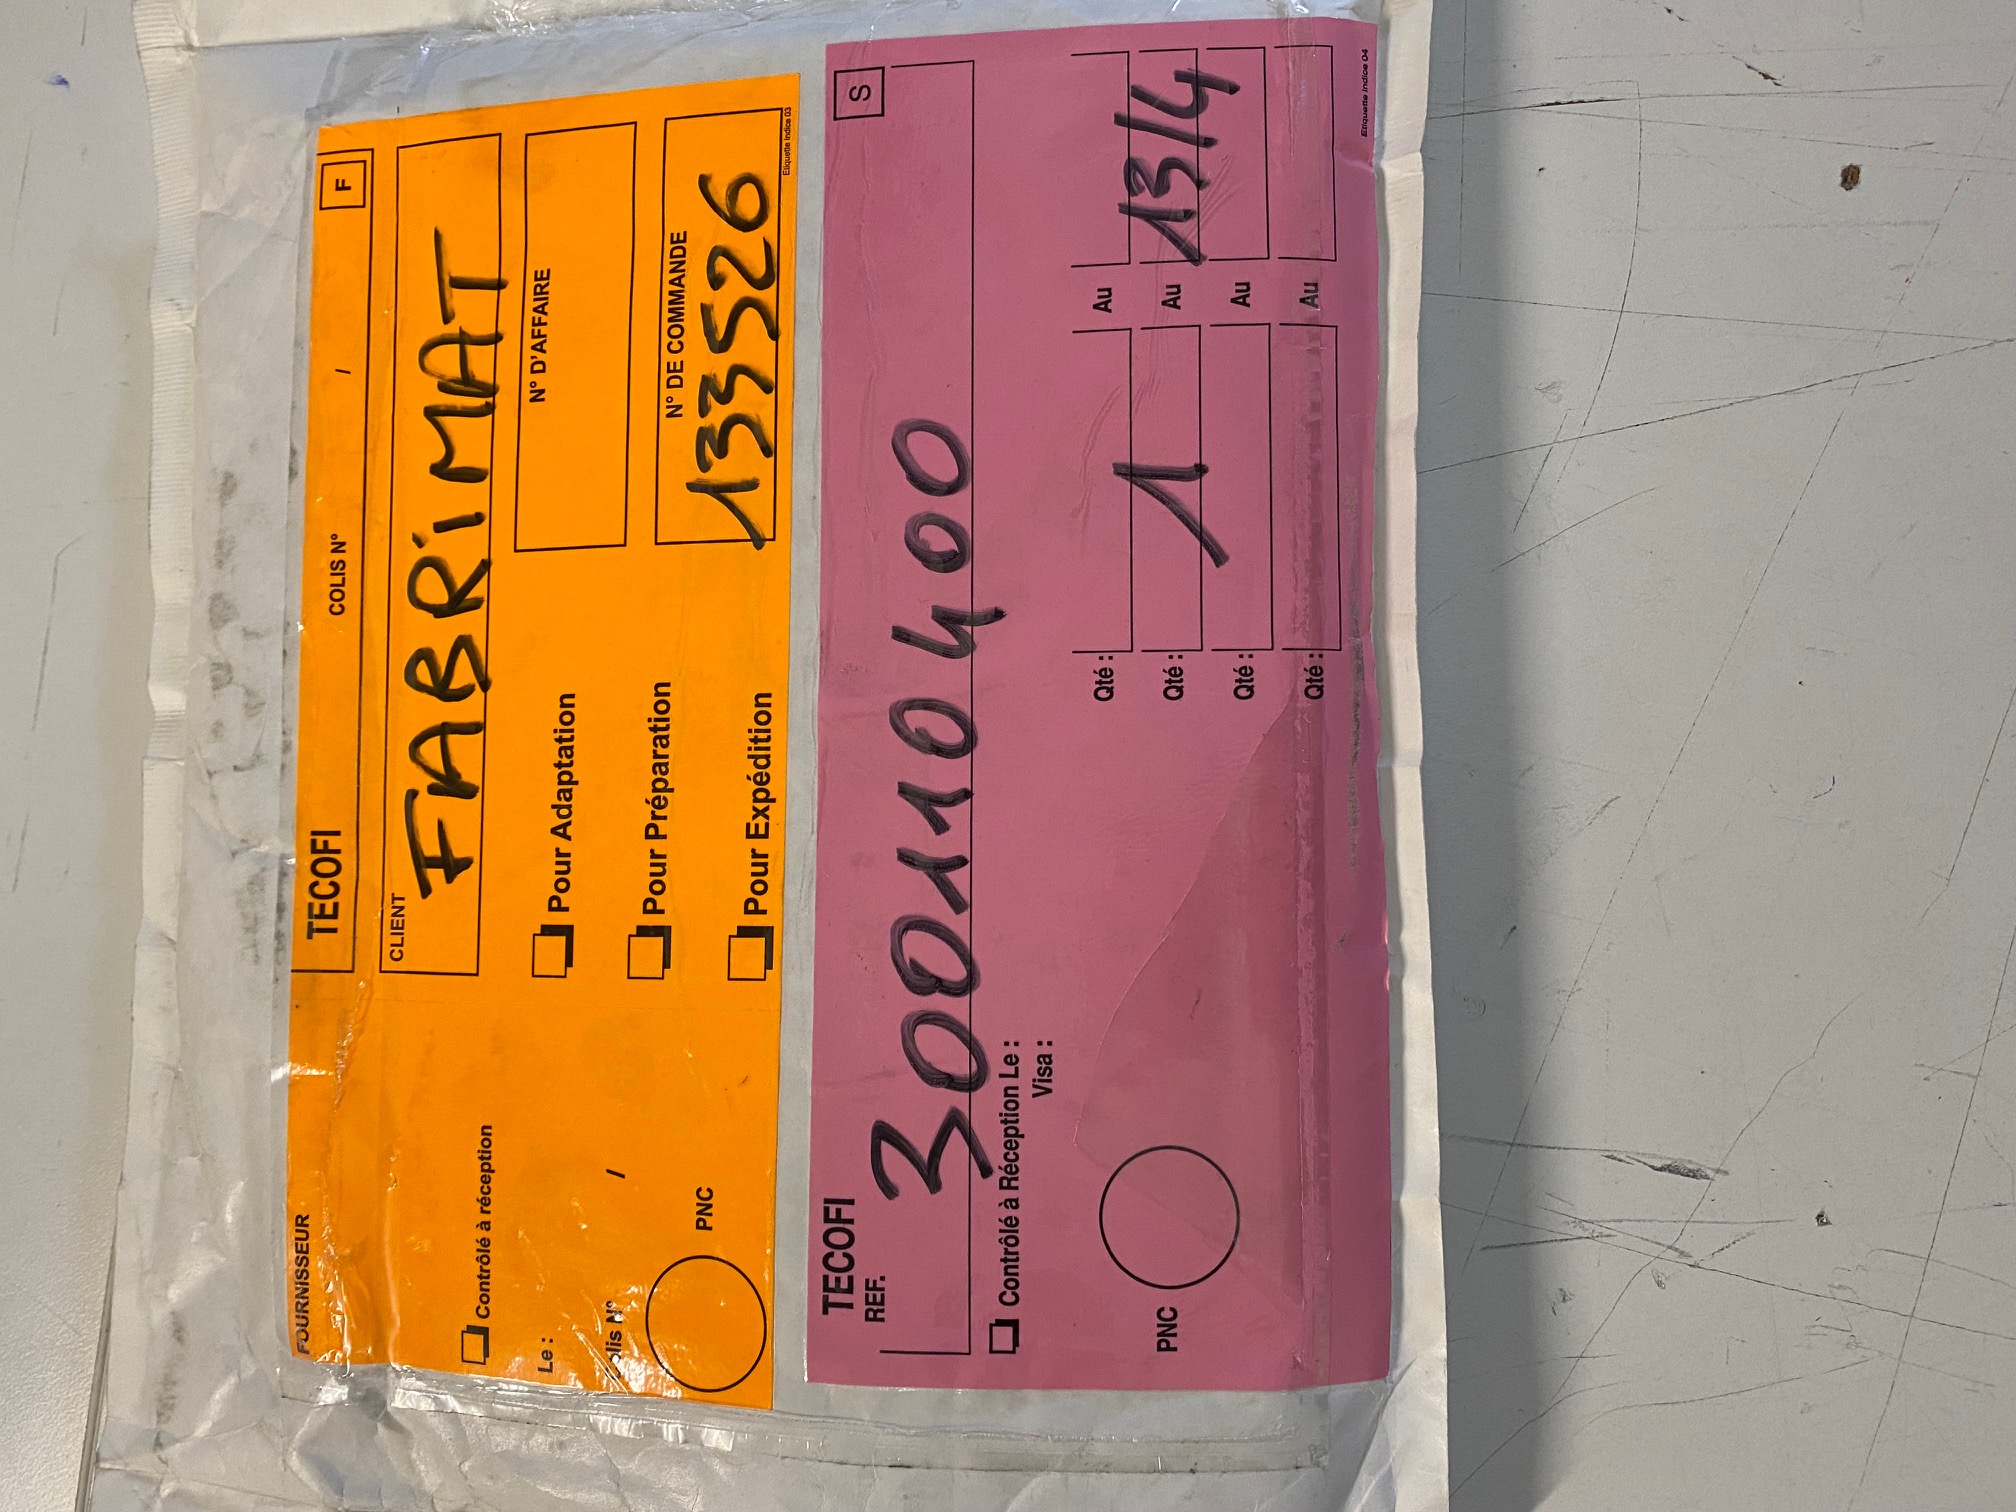 FOURNISSEUR
TECOFI
COLIS N° /
F
CLIENT
FABRiMAT
Contrôlé à réception
Le :
Colis N° /
PNC
Pour Adaptation
Pour Préparation
Pour Expédition
N° D'AFFAIRE
N° DE COMMANDE
133526
Etiquette indice 03
TECOFI
S
REF.
300110400
Contrôlé à Réception Le :
Visa :
PNC
Qté : Au
Qté : 1 Au 13/4
Qté : Au
Qté : Au
Etiquette indice 04